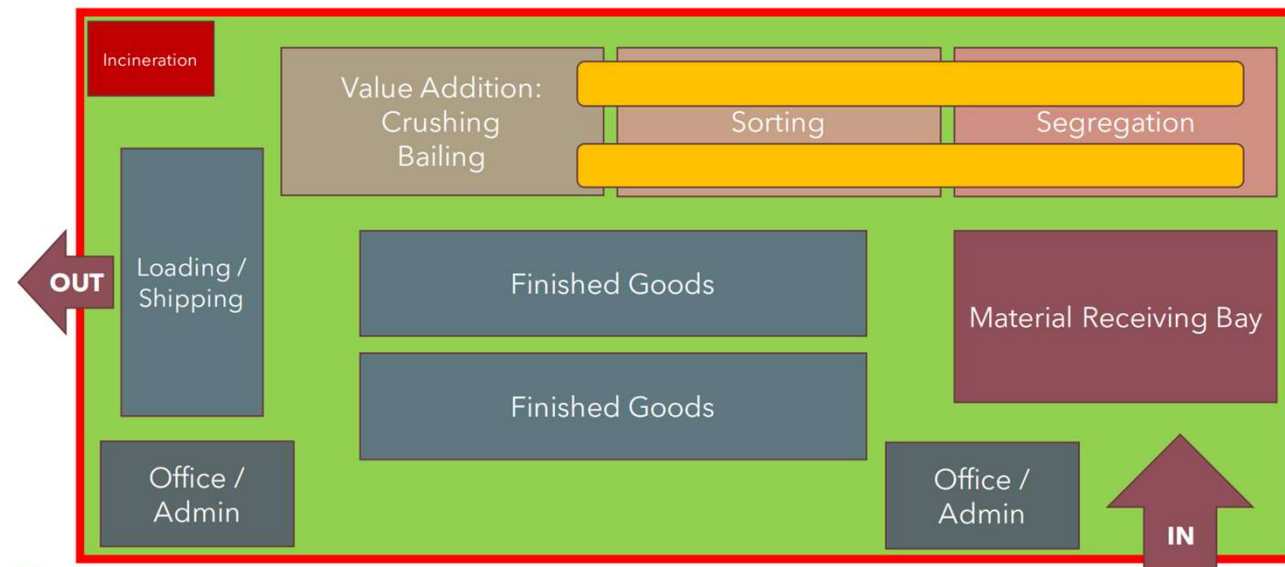 Incineration
Value Addition:
Crushing
Bailing
Sorting
Segregation
Loading /
Shipping
OUT
Finished Goods
Material Receiving Bay
Finished Goods
Office /
Admin
Office /
Admin
IN